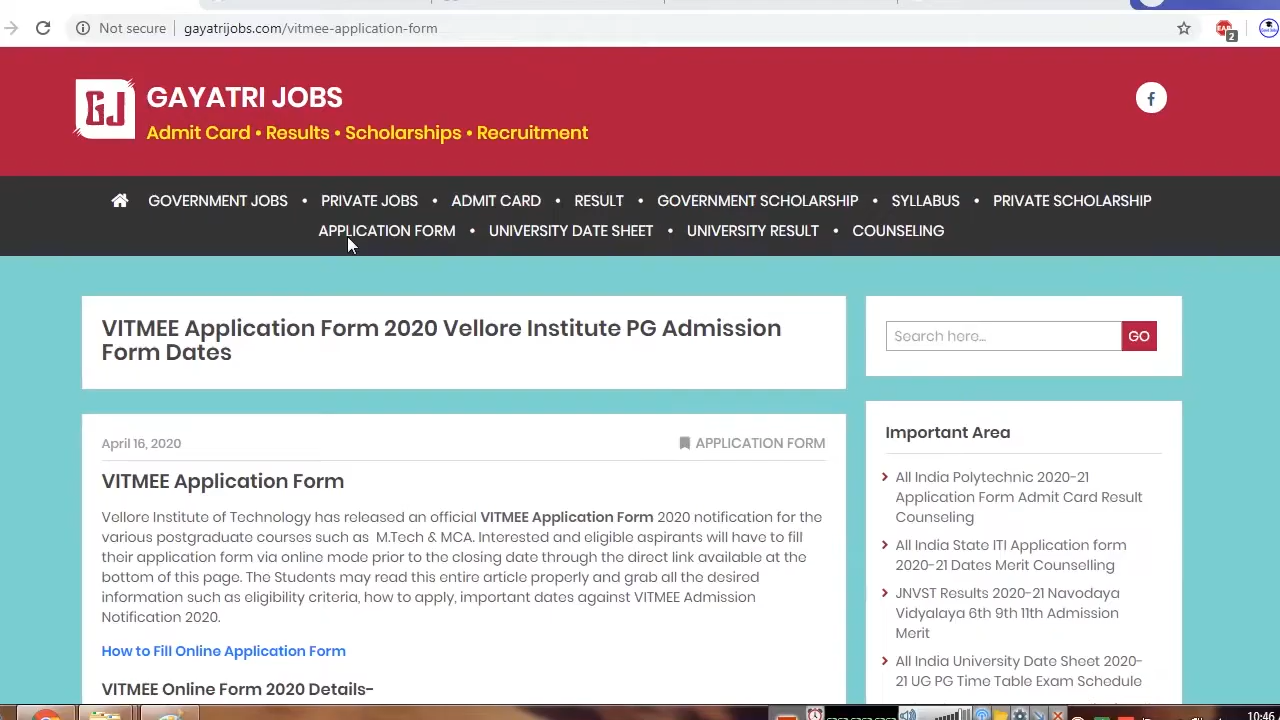 Not secure
gayatrijobs.com/vitmee-application-form
2
GJ
GAYATRI JOBS
Admit Card • Results • Scholarships • Recruitment
GOVERNMENT JOBS • PRIVATE JOBS • ADMIT CARD • RESULT • GOVERNMENT SCHOLARSHIP • SYLLABUS • PRIVATE SCHOLARSHIP
APPLICATION FORM • UNIVERSITY DATE SHEET • UNIVERSITY RESULT • COUNSELING
VITMEE Application Form 2020 Vellore Institute PG Admission
Form Dates
April 16, 2020
APPLICATION FORM
VITMEE Application Form
Vellore Institute of Technology has released an official VITMEE Application Form 2020 notification for the
various postgraduate courses such as M.Tech & MCA. Interested and eligible aspirants will have to fill
their application form via online mode prior to the closing date through the direct link available at the
bottom of this page. The Students may read this entire article properly and grab all the desired
information such as eligibility criteria, how to apply, important dates against VITMEE Admission
Notification 2020.
How to Fill Online Application Form
VITMEE Online Form 2020 Details-
Search here...
GO
Important Area
All India Polytechnic 2020-21
Application Form Admit Card Result
Counseling
All India State ITI Application form
2020-21 Dates Merit Counselling
JNVST Results 2020-21 Navodaya
Vidyalaya 6th 9th 11th Admission
Merit
All India University Date Sheet 2020-
21 UG PG Time Table Exam Schedule
10:46